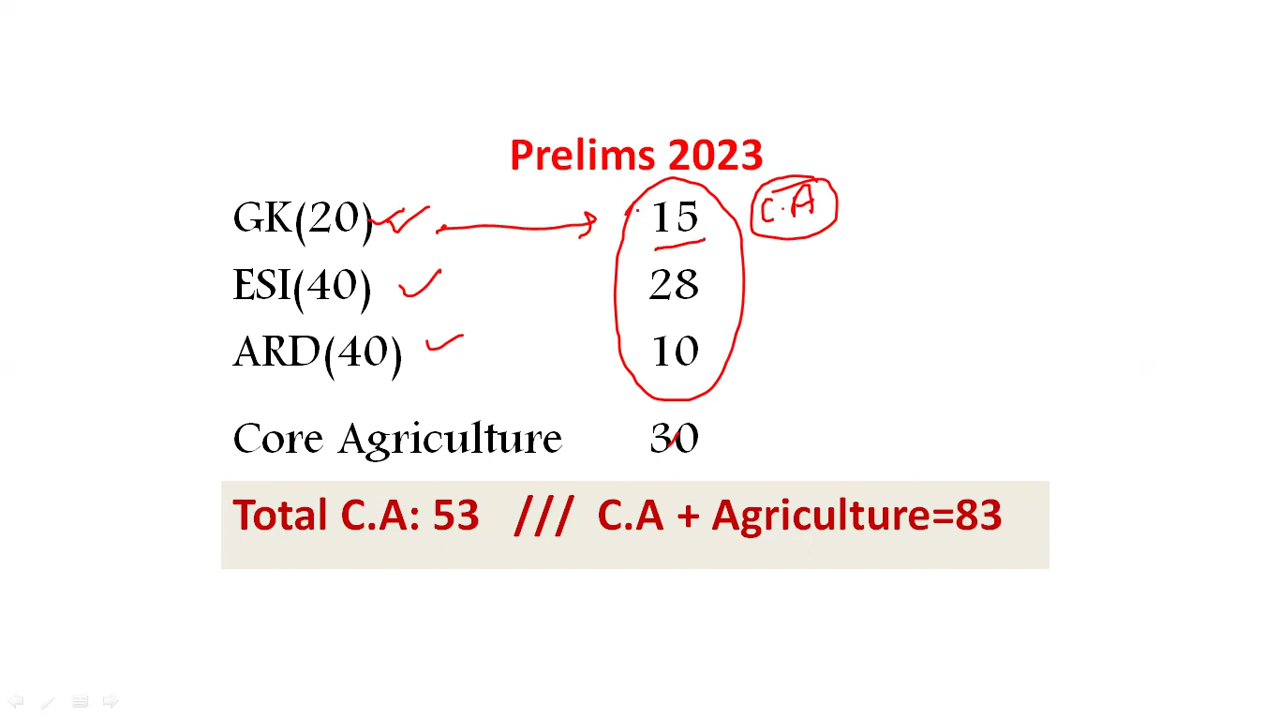 Prelims 2023
GK(20) 15 C.A
ESI(40) 28
ARD(40) 10
Core Agriculture 30
Total C.A: 53 /// C.A + Agriculture=83